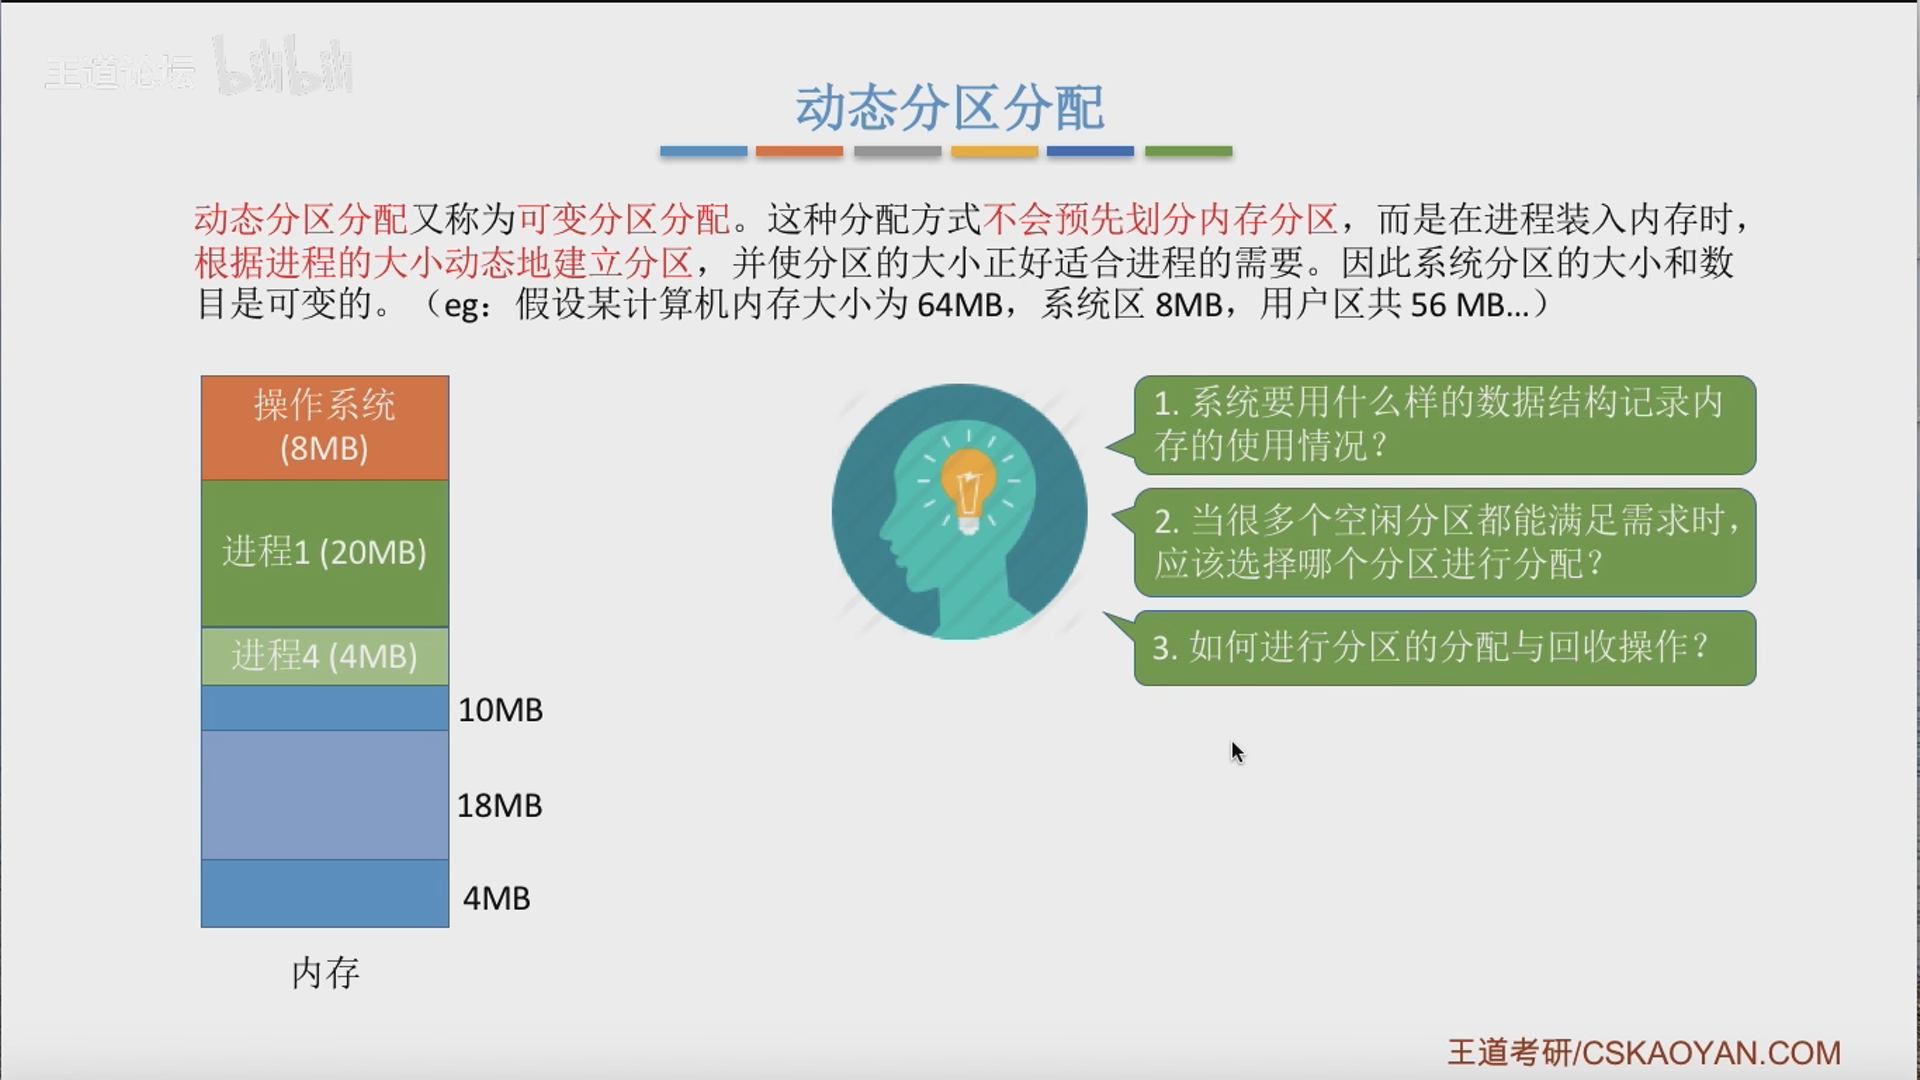 王道论坛 bilibili
动态分区分配
动态分区分配又称为可变分区分配。这种分配方式不会预先划分内存分区，而是在进程装入内存时，
根据进程的大小动态地建立分区，并使分区的大小正好适合进程的需要。因此系统分区的大小和数
目是可变的。（eg：假设某计算机内存大小为 64MB，系统区 8MB，用户区共 56 MB...）
操作系统
(8MB)
进程1 (20MB)
进程4 (4MB)
10MB
18MB
4MB
内存
1. 系统要用什么样的数据结构记录内
存的使用情况？
2. 当很多个空闲分区都能满足需求时，
应该选择哪个分区进行分配？
3. 如何进行分区的分配与回收操作？
王道考研/CSKAOYAN.COM